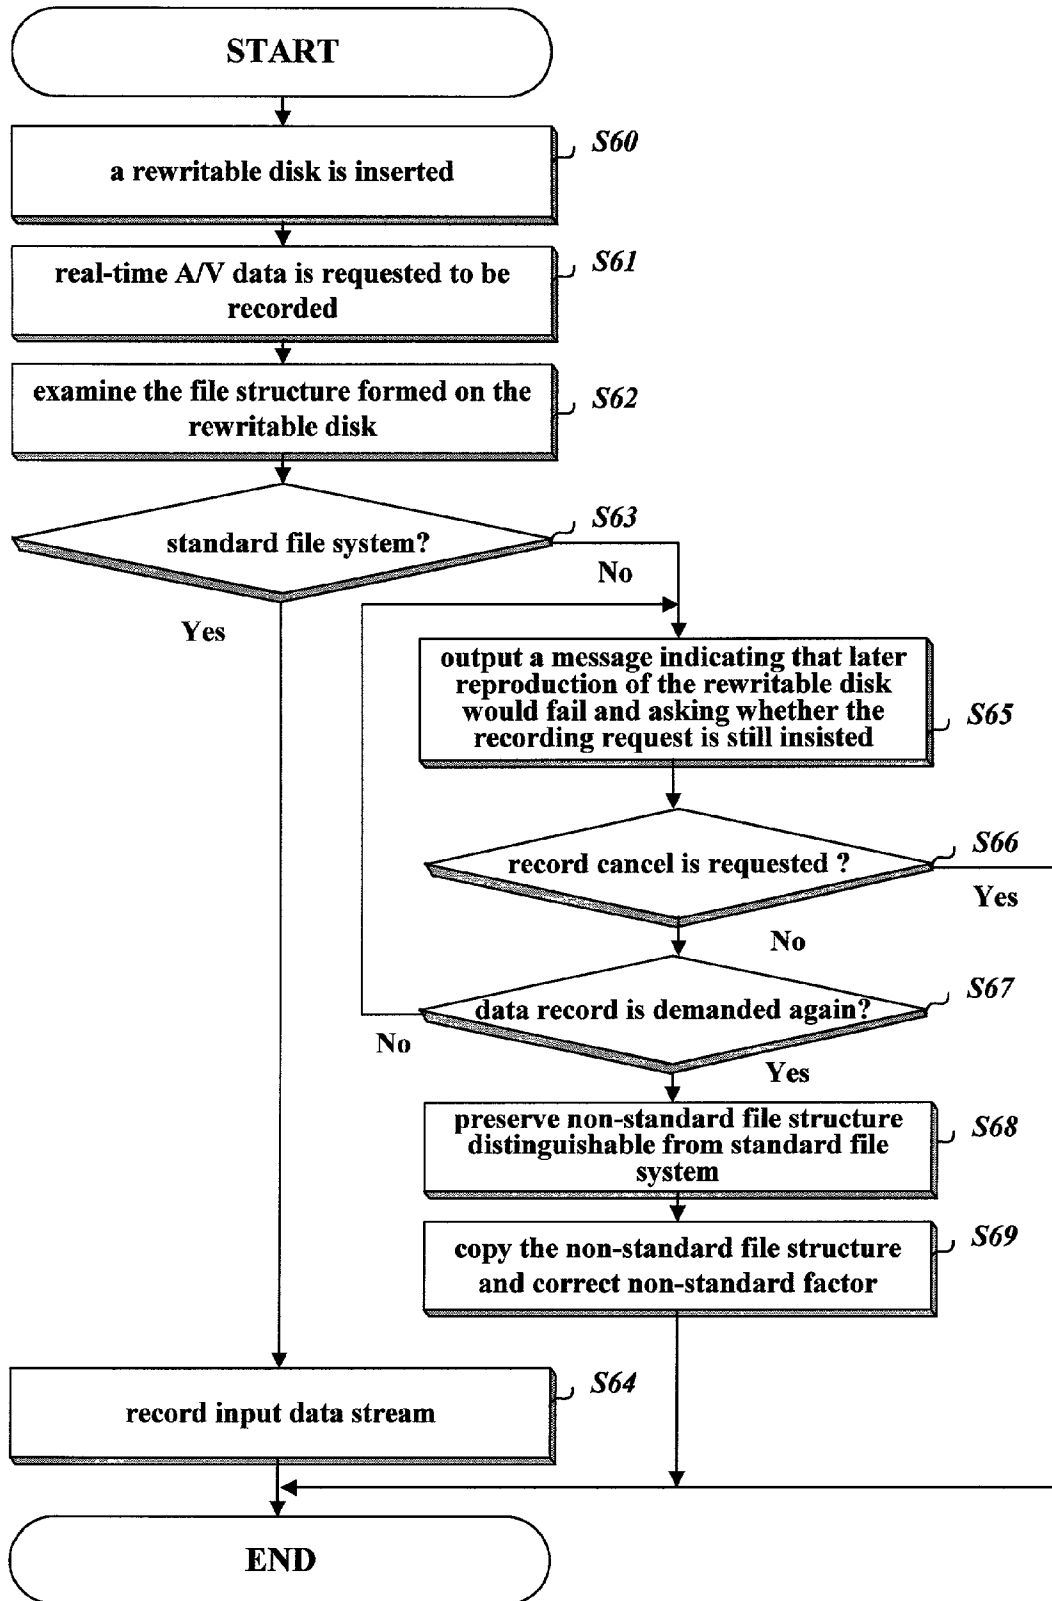 START
a rewritable disk is inserted
S60
real-time A/V data is requested to be
recorded
S61
examine the file structure formed on the
rewritable disk
S62
standard file system?
S63
No
Yes
output a message indicating that later
reproduction of the rewritable disk
would fail and asking whether the
recording request is still insisted
S65
record cancel is requested ?
S66
Yes
No
data record is demanded again?
S67
No
Yes
preserve non-standard file structure
distinguishable from standard file
system
S68
copy the non-standard file structure
and correct non-standard factor
S69
record input data stream
S64
END